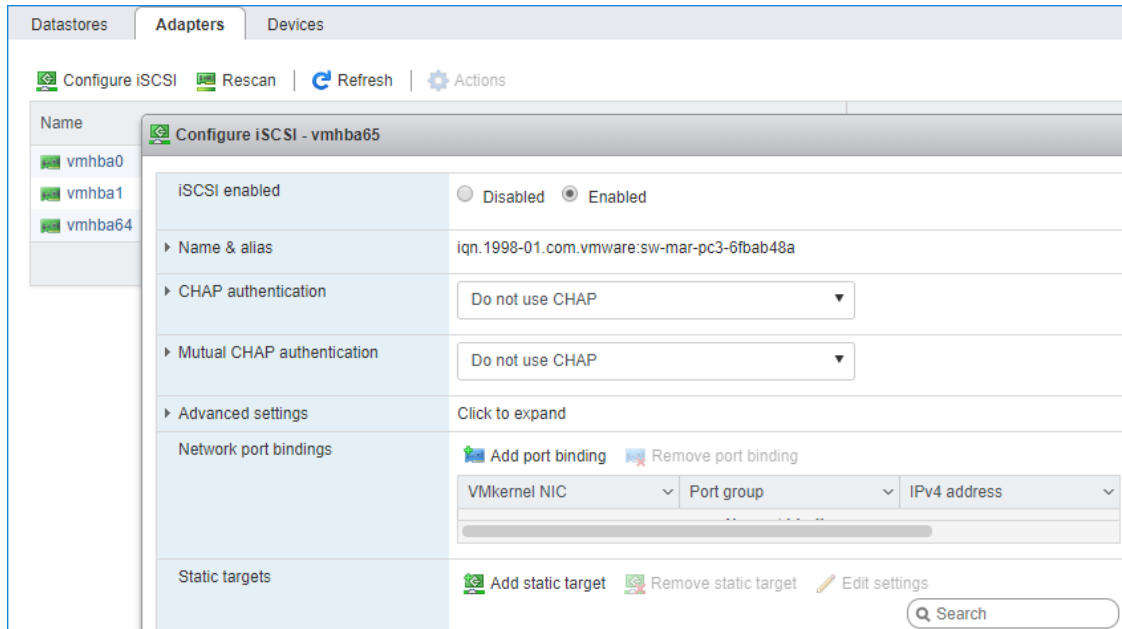 Datastores Adapters Devices
Configure iSCSI Rescan Refresh Actions
Name
Configure iSCSI - vmhba65
vmhba0
vmhba1
vmhba64
iSCSI enabled Disabled Enabled
Name & alias iqn.1998-01.com.vmware:sw-mar-pc3-6fbab48a
CHAP authentication Do not use CHAP
Mutual CHAP authentication Do not use CHAP
Advanced settings Click to expand
Network port bindings Add port binding Remove port binding
VMkernel NIC Port group IPv4 address
Static targets Add static target Remove static target Edit settings
Search